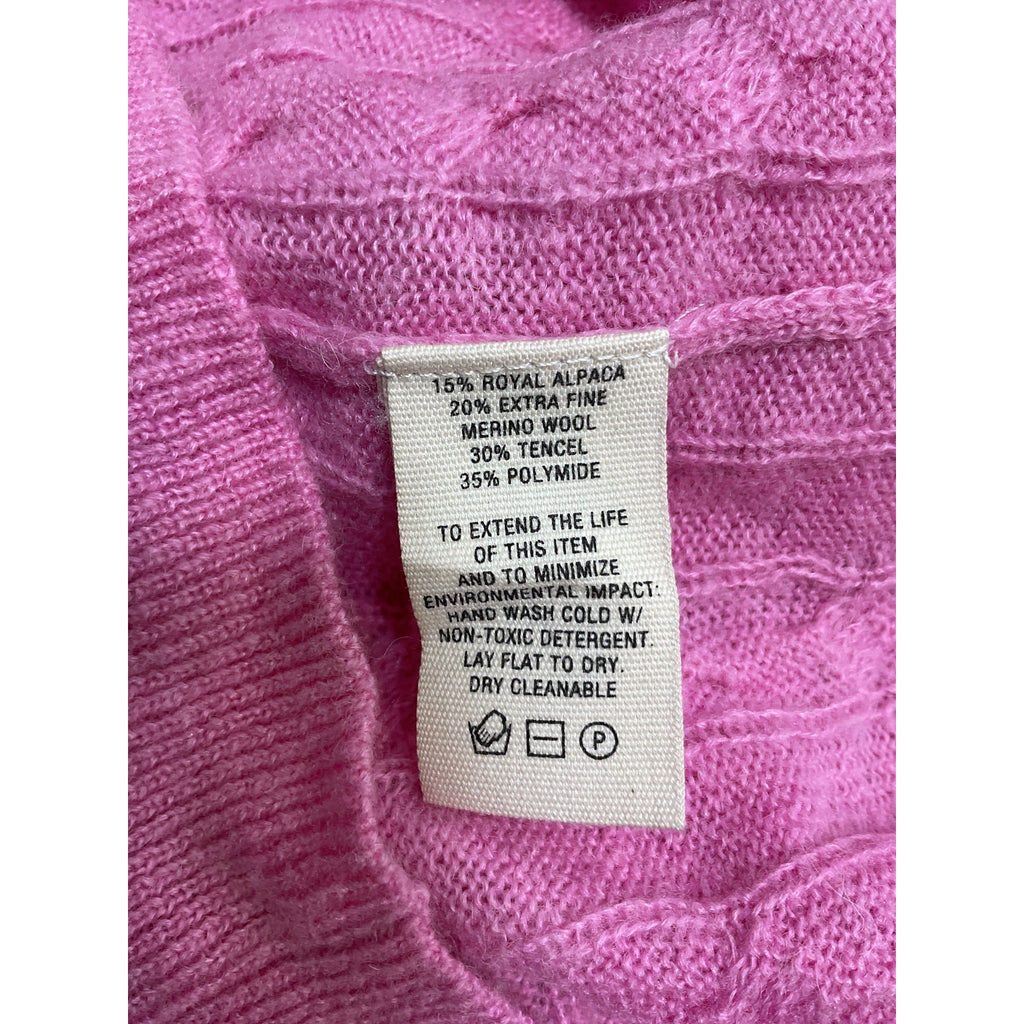 15% ROYAL ALPACA
20% EXTRA FINE
MERINO WOOL
30% TENCEL
35% POLYMIDE
TO EXTEND THE LIFE
OF THIS ITEM
AND TO MINIMIZE
ENVIRONMENTAL IMPACT:
HAND WASH COLD W/
NON-TOXIC DETERGENT.
LAY FLAT TO DRY.
DRY CLEANABLE
P